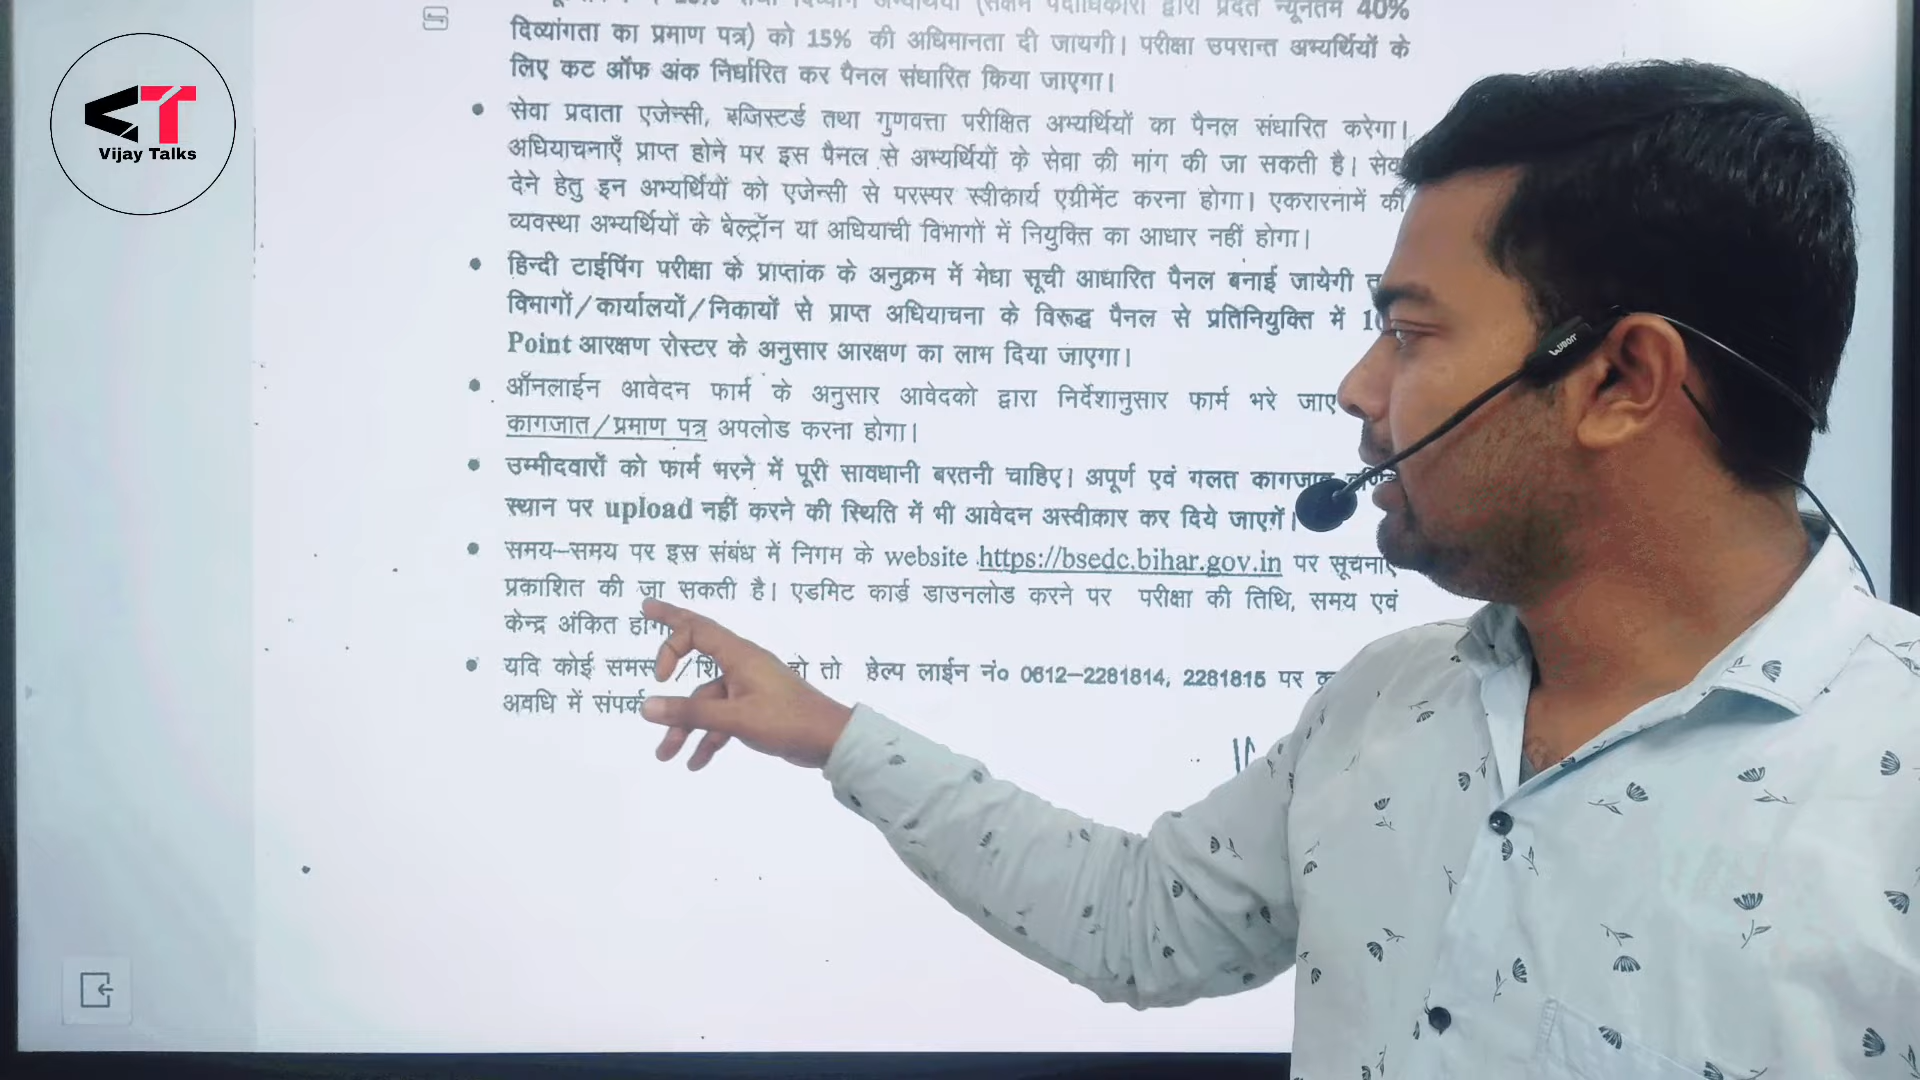 Vijay Talks
दिव्यांगता का प्रमाण पत्र) को 15% की अधिमानता दी जायगी। परीक्षा उपरान्त अभ्यर्थियों के
लिए कट ऑफ अंक निर्धारित कर पैनल संधारित किया जाएगा।
• सेवा प्रदाता एजेन्सी, रजिस्टर्ड तथा गुणवत्ता परीक्षित अभ्यर्थियों का पैनल संधारित करेगा।
अधियाचनाएँ प्राप्त होने पर इस पैनल से अभ्यर्थियों के सेवा की मांग की जा सकती है।
देने हेतु इन अभ्यर्थियों को एजेन्सी से परस्पर स्वीकार्य एग्रीमेंट करना होगा। एकरारनामें की
व्यवस्था अभ्यर्थियों के बेल्ट्रॉन या अधियाची विभागों में नियुक्ति का आधार नहीं होगा।
• हिन्दी टाईपिंग परीक्षा के प्राप्तांक के अनुक्रम में मेधा सूची आधारित पैनल बनाई जायेगी
विभागों/कार्यालयों/निकायों से प्राप्त अधियाचना के विरूद्ध पैनल से प्रतिनियुक्ति में
Point आरक्षण रोस्टर के अनुसार आरक्षण का लाभ दिया जाएगा।
• ऑनलाईन आवेदन फार्म के अनुसार आवेदको द्वारा निर्देशानुसार फार्म भरे
कागजात/प्रमाण पत्र अपलोड करना होगा।
• उम्मीदवारों को फार्म भरने में पूरी सावधानी बरतनी चाहिए। अपूर्ण एवं गलत
स्थान पर upload नहीं करने की स्थिति में भी आवेदन अस्वीकार कर दिये जाएगें।
• समय–समय पर इस संबंध में निगम के website https://bsedc.bihar.gov.in पर सूचनाएं
प्रकाशित की जा सकती है। एडमिट कार्ड डाउनलोड करने पर परीक्षा की तिथि, समय एवं
केन्द्र अंकित
• यदि कोई हो तो हेल्प लाईन नं० 0612–2281814, 2281815 पर
अवधि में